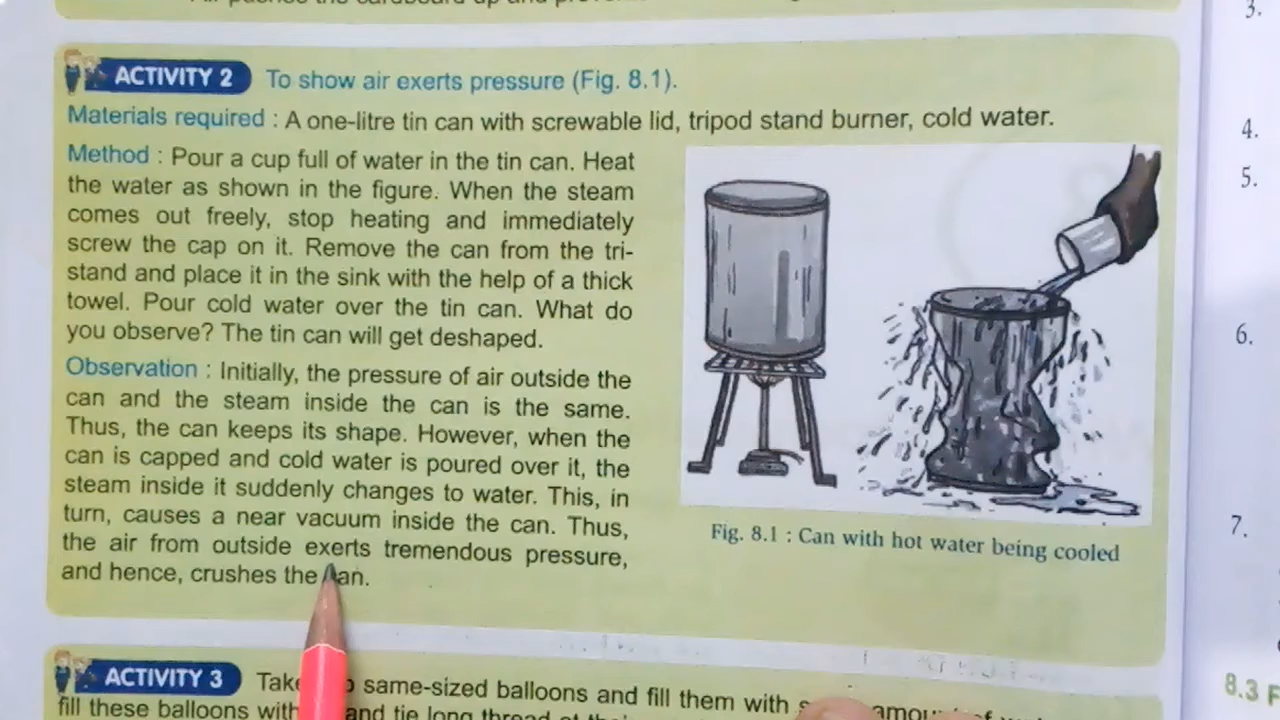 ACTIVITY 2 To show air exerts pressure (Fig. 8.1).
Materials required : A one-litre tin can with screwable lid, tripod stand burner, cold water.
Method : Pour a cup full of water in the tin can. Heat
the water as shown in the figure. When the steam
comes out freely, stop heating and immediately
screw the cap on it. Remove the can from the tri-
stand and place it in the sink with the help of a thick
towel. Pour cold water over the tin can. What do
you observe? The tin can will get deshaped.
Observation : Initially, the pressure of air outside the
can and the steam inside the can is the same.
Thus, the can keeps its shape. However, when the
can is capped and cold water is poured over it, the
steam inside it suddenly changes to water. This, in
turn, causes a near vacuum inside the can. Thus,
the air from outside exerts tremendous pressure,
and hence, crushes the can.
Fig. 8.1 : Can with hot water being cooled
ACTIVITY 3 same-sized balloons and fill them with
fill these balloons with and tie long thread at
3.
4.
5.
6.
7.
8.3